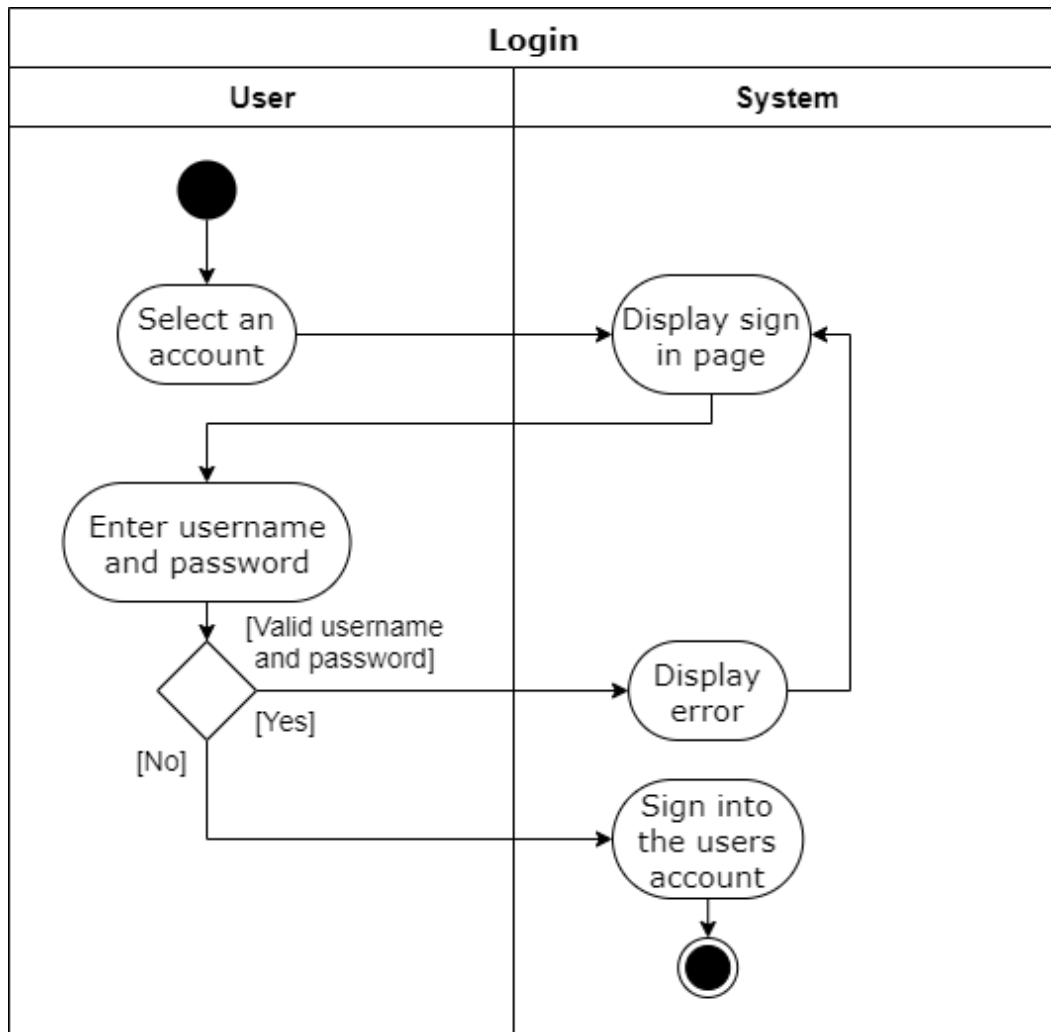 Login
User
System
Select an
account
Display sign
in page
Enter username
and password
[Valid username
and password]
[Yes]
[No]
Display
error
Sign into
the users
account